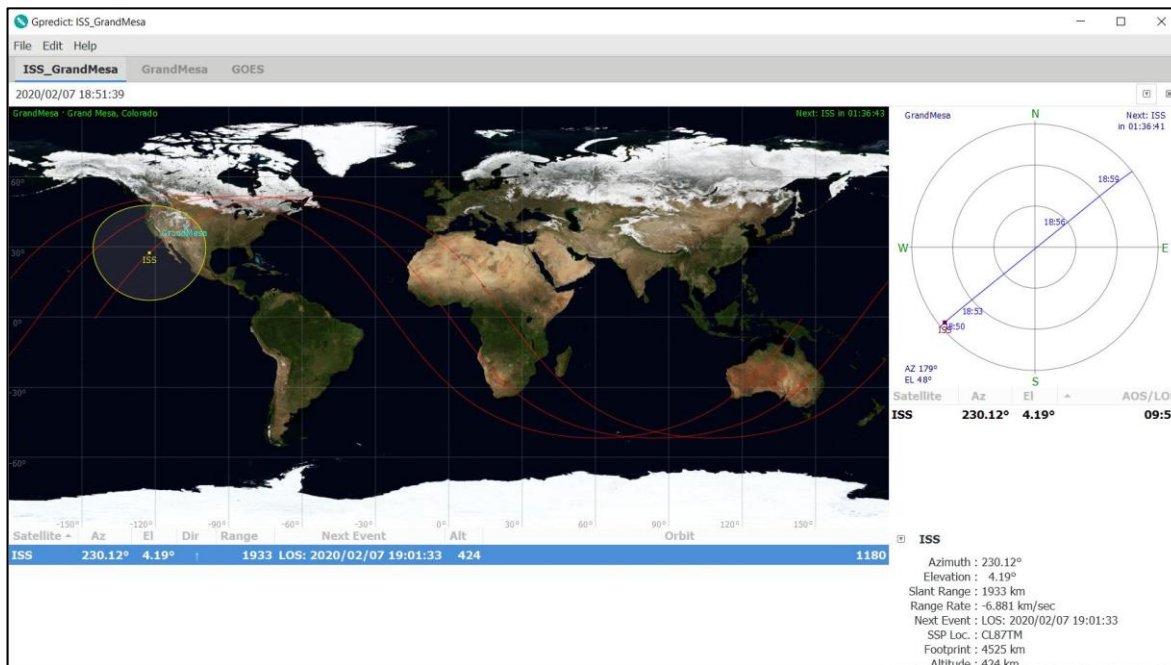 Gpredict: ISS_GrandMesa
File Edit Help
ISS_GrandMesa GrandMesa GOES
2020/02/07 18:51:39
GrandMesa · Grand Mesa, Colorado
Next: ISS in 01:36:43
60°
30°
0°
-30°
-60°
-150° -120° -90° -60° -30° 0° 30° 60° 90° 120° 150°
GrandMesa
ISS
Satellite Az El Dir Range Next Event Alt Orbit
ISS 230.12° 4.19° ↑ 1933 LOS: 2020/02/07 19:01:33 424 1180
GrandMesa
Next: ISS
in 01:36:41
N
W
E
S
18:59
18:56
18:53
18:50
ISS
AZ 179°
EL 48°
Satellite Az El AOS/LO
ISS 230.12° 4.19° 09:5
ISS
Azimuth : 230.12°
Elevation : 4.19°
Slant Range : 1933 km
Range Rate : -6.881 km/sec
Next Event : LOS: 2020/02/07 19:01:33
SSP Loc. : CL87TM
Footprint : 4525 km
Altitude : 424 km